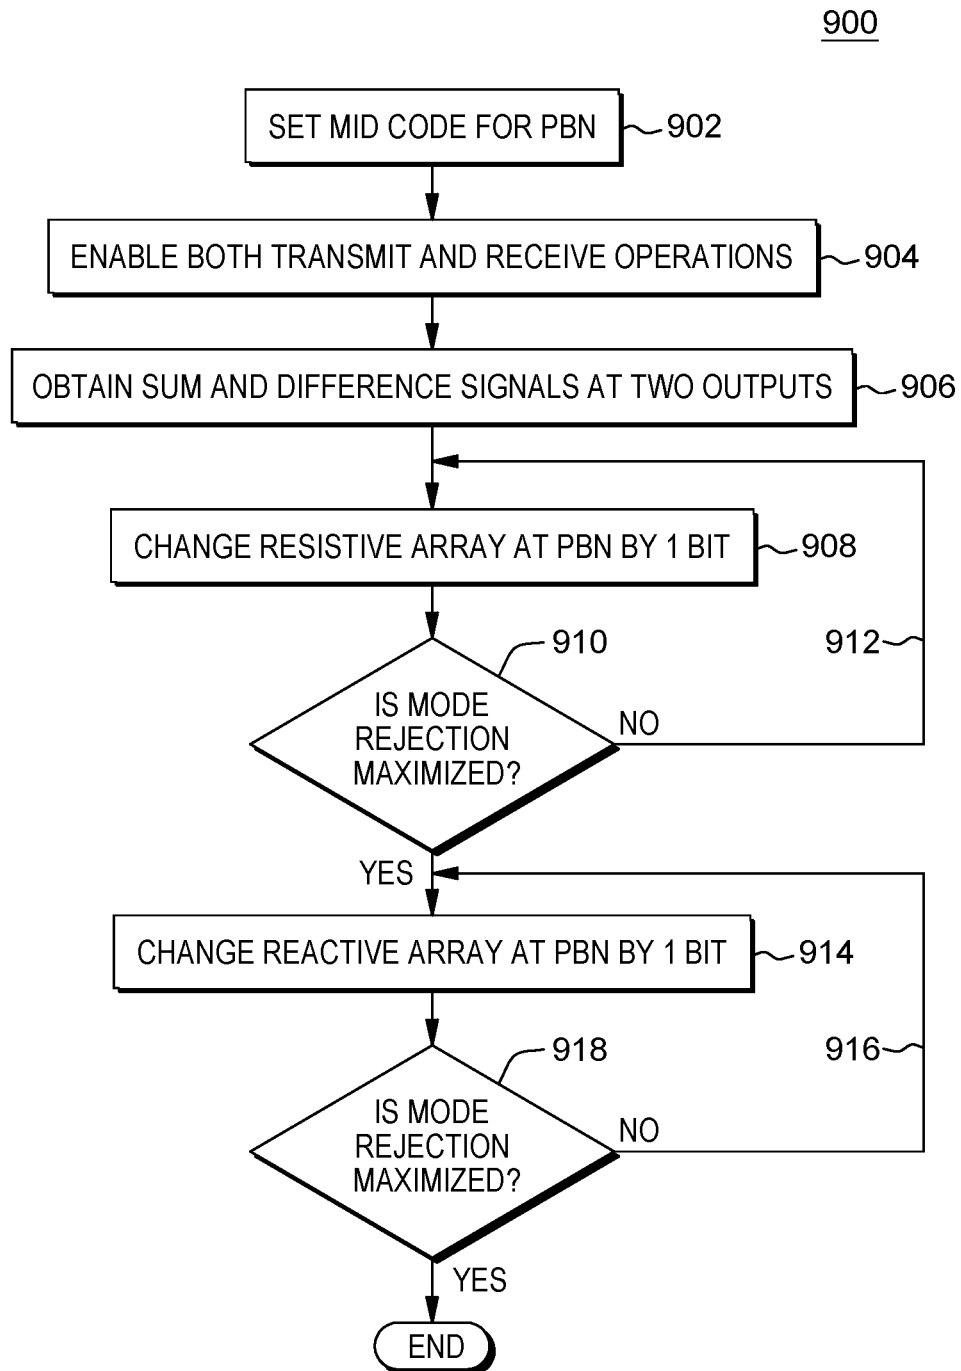 900
SET MID CODE FOR PBN
902
ENABLE BOTH TRANSMIT AND RECEIVE OPERATIONS
904
OBTAIN SUM AND DIFFERENCE SIGNALS AT TWO OUTPUTS
906
CHANGE RESISTIVE ARRAY AT PBN BY 1 BIT
908
910
912
IS MODE
REJECTION
MAXIMIZED?
NO
YES
CHANGE REACTIVE ARRAY AT PBN BY 1 BIT
914
918
916
IS MODE
REJECTION
MAXIMIZED?
NO
YES
END